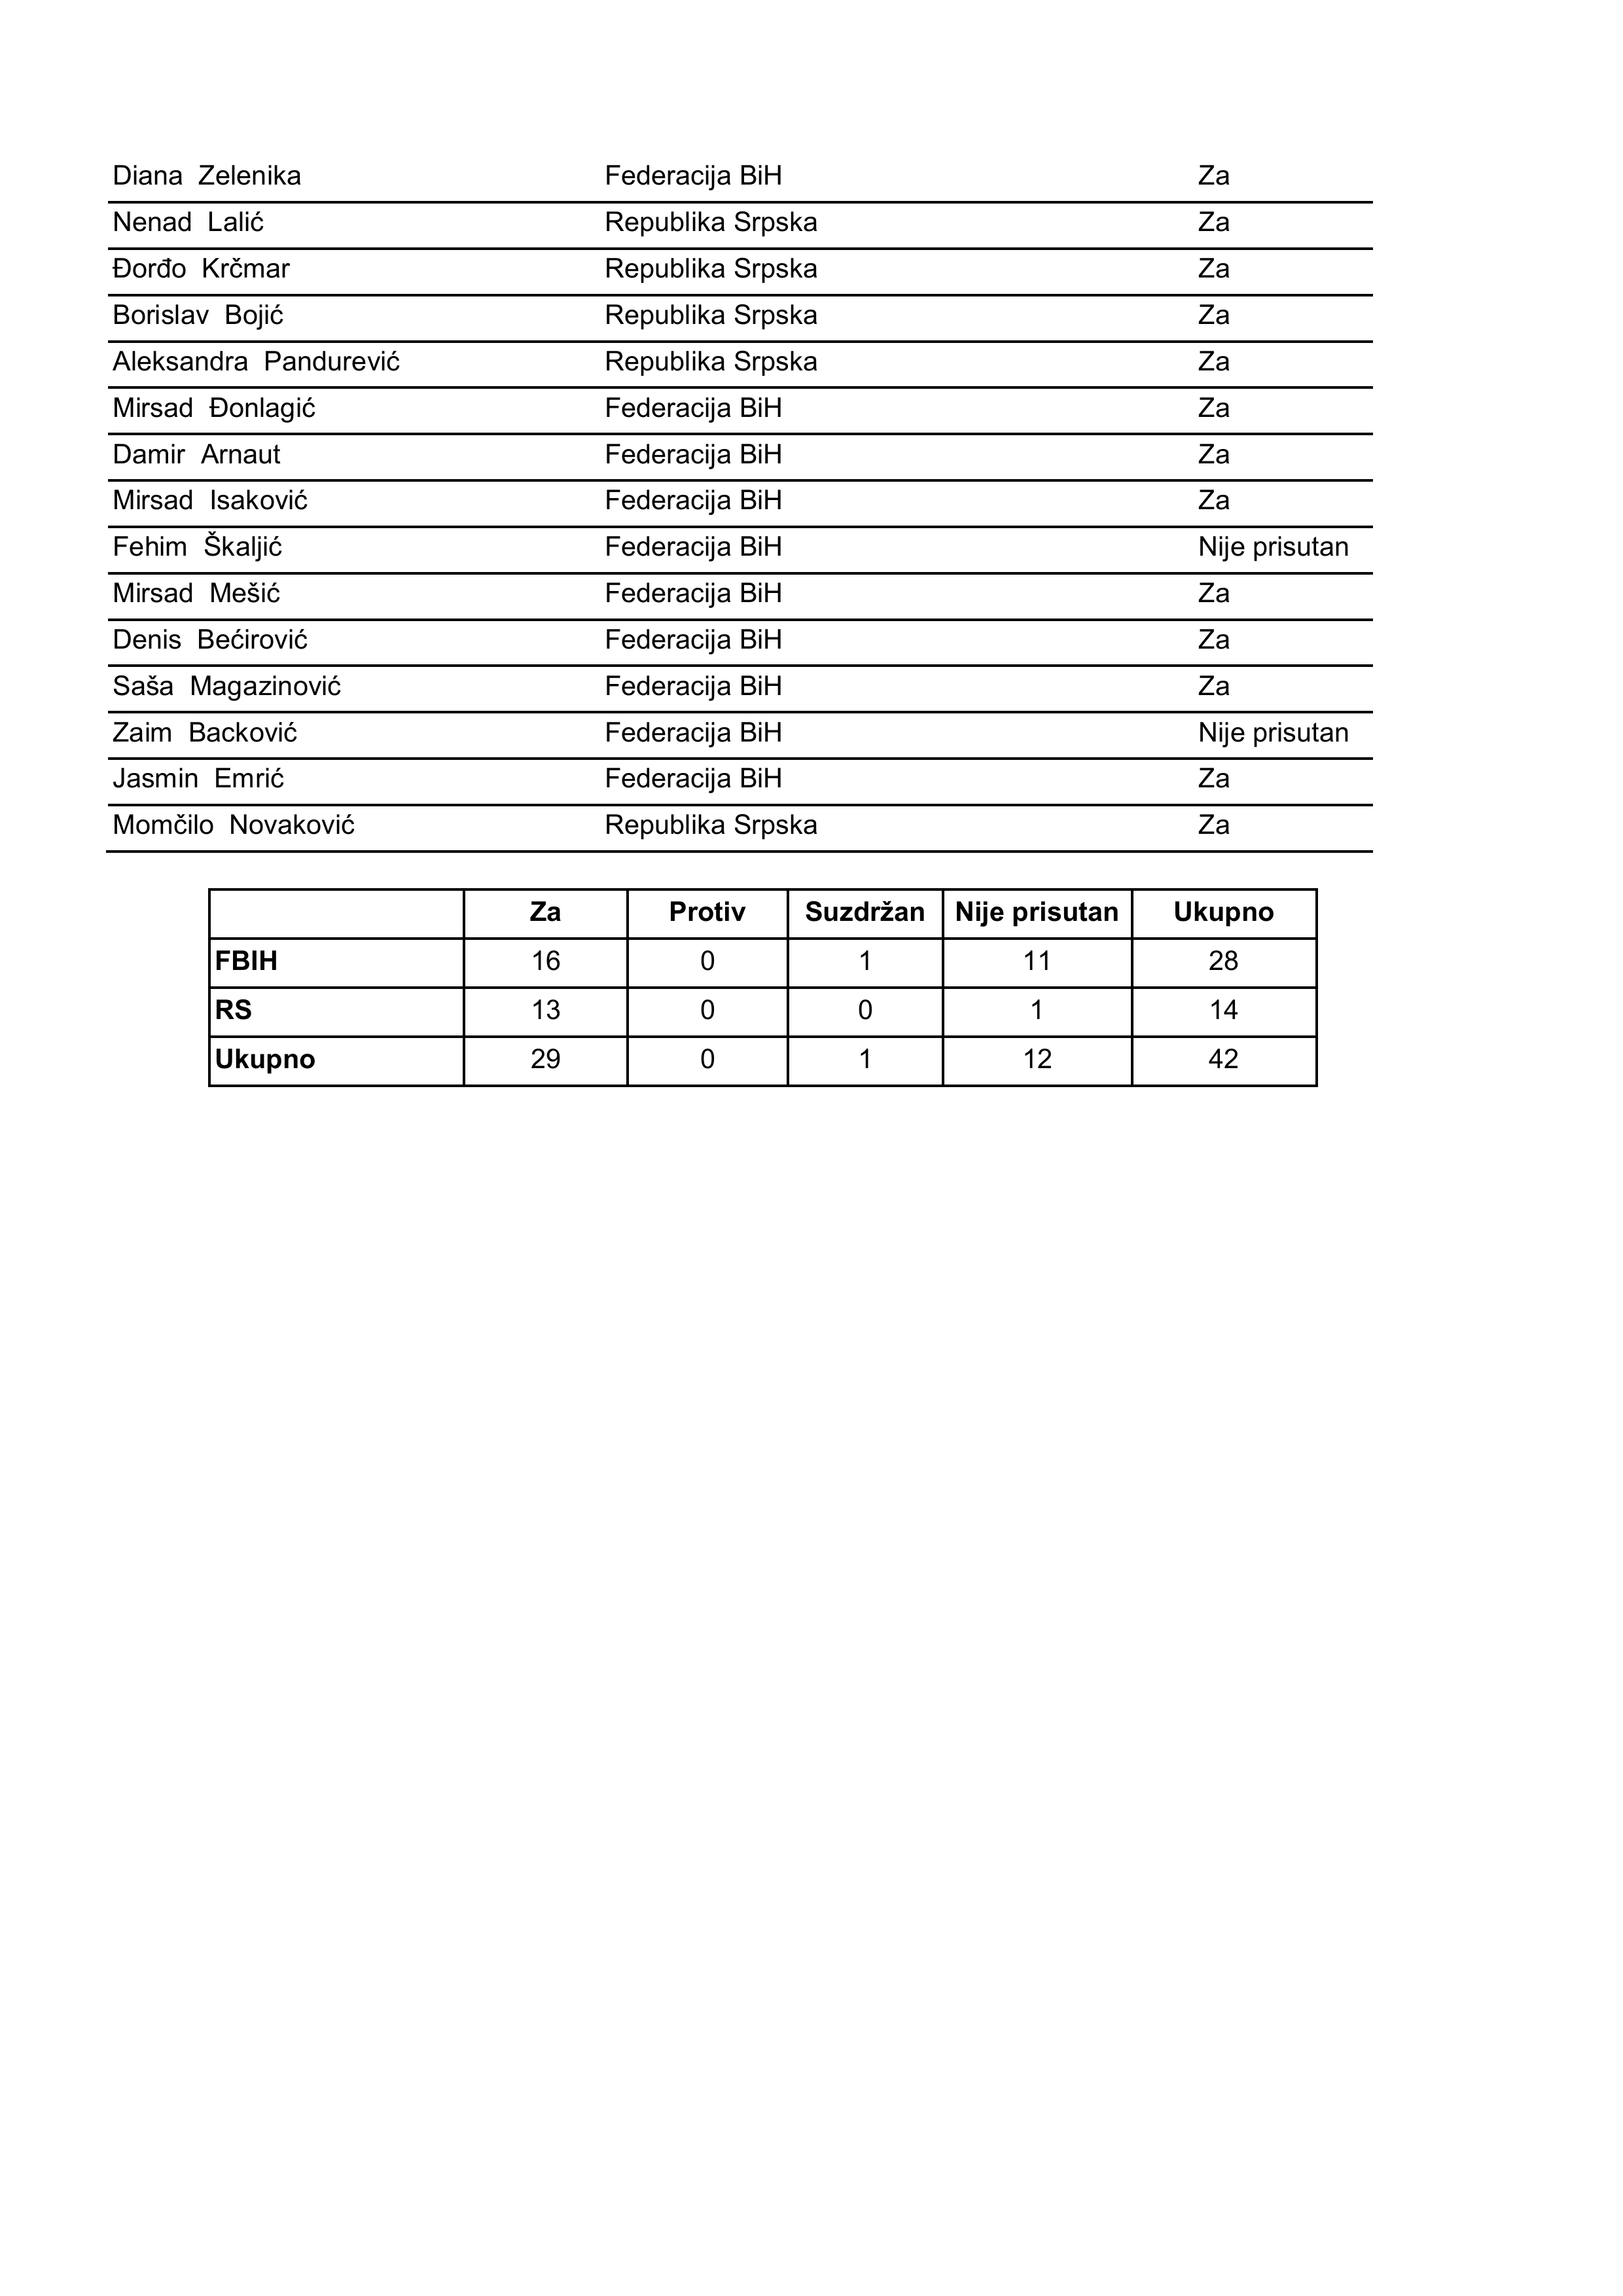 Diana Zelenika Federacija BiH Za
Nenad Lalić Republika Srpska Za
Đorđo Krčmar Republika Srpska Za
Borislav Bojić Republika Srpska Za
Aleksandra Pandurević Republika Srpska Za
Mirsad Đonlagić Federacija BiH Za
Damir Arnaut Federacija BiH Za
Mirsad Isaković Federacija BiH Za
Fehim Škaljić Federacija BiH Nije prisutan
Mirsad Mešić Federacija BiH Za
Denis Bećirović Federacija BiH Za
Saša Magazinović Federacija BiH Za
Zaim Backović Federacija BiH Nije prisutan
Jasmin Emrić Federacija BiH Za
Momčilo Novaković Republika Srpska Za
Za Protiv Suzdržan Nije prisutan Ukupno
FBIH 16 0 1 11 28
RS 13 0 0 1 14
Ukupno 29 0 1 12 42